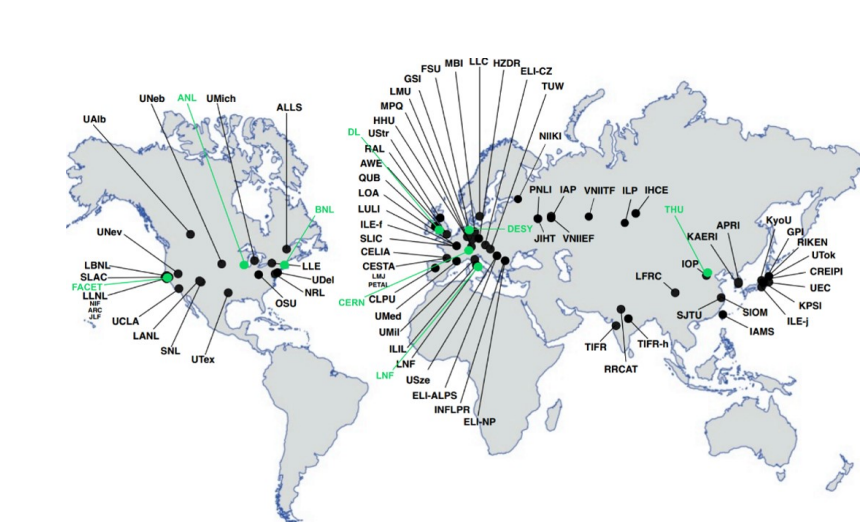 UAlb
UNeb
ANL
UMich
ALLS
BNL
UNev
LBNL
SLAC
FACET
LLNL
NIF
ARC
JLF
UCLA
LANL
SNL
UTex
OSU
NRL
UDel
LLE
FSU
MBI
LLC
HZDR
ELI-CZ
TUW
NIIKI
GSI
LMU
MPQ
HHU
DL
UStr
RAL
AWE
QUB
LOA
LULI
ILE-f
SLIC
CELIA
CESTA
LMJ
PETAL
CERN
CLPU
UMed
UMil
ILIL
LNF
LNF
USze
ELI-ALPS
INFLPR
ELI-NP
DESY
PNLI
IAP
VNIITF
ILP
IHCE
JIHT
VNIIEF
THU
KAERI
APRI
KyoU
GPI
RIKEN
UTok
CREIPI
UEC
KPSI
ILE-j
IOP
LFRC
SJTU
SIOM
IAMS
TIFR
TIFR-h
RRCAT